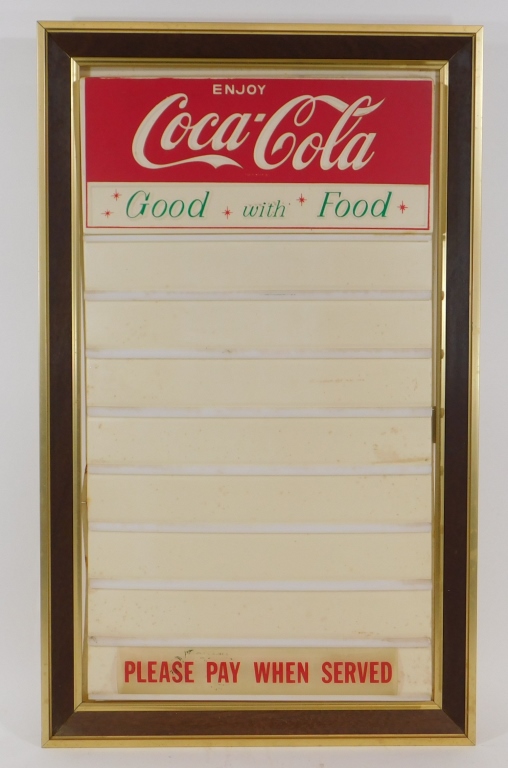 ENJOY
Coca-Cola
Good with Food
PLEASE PAY WHEN SERVED